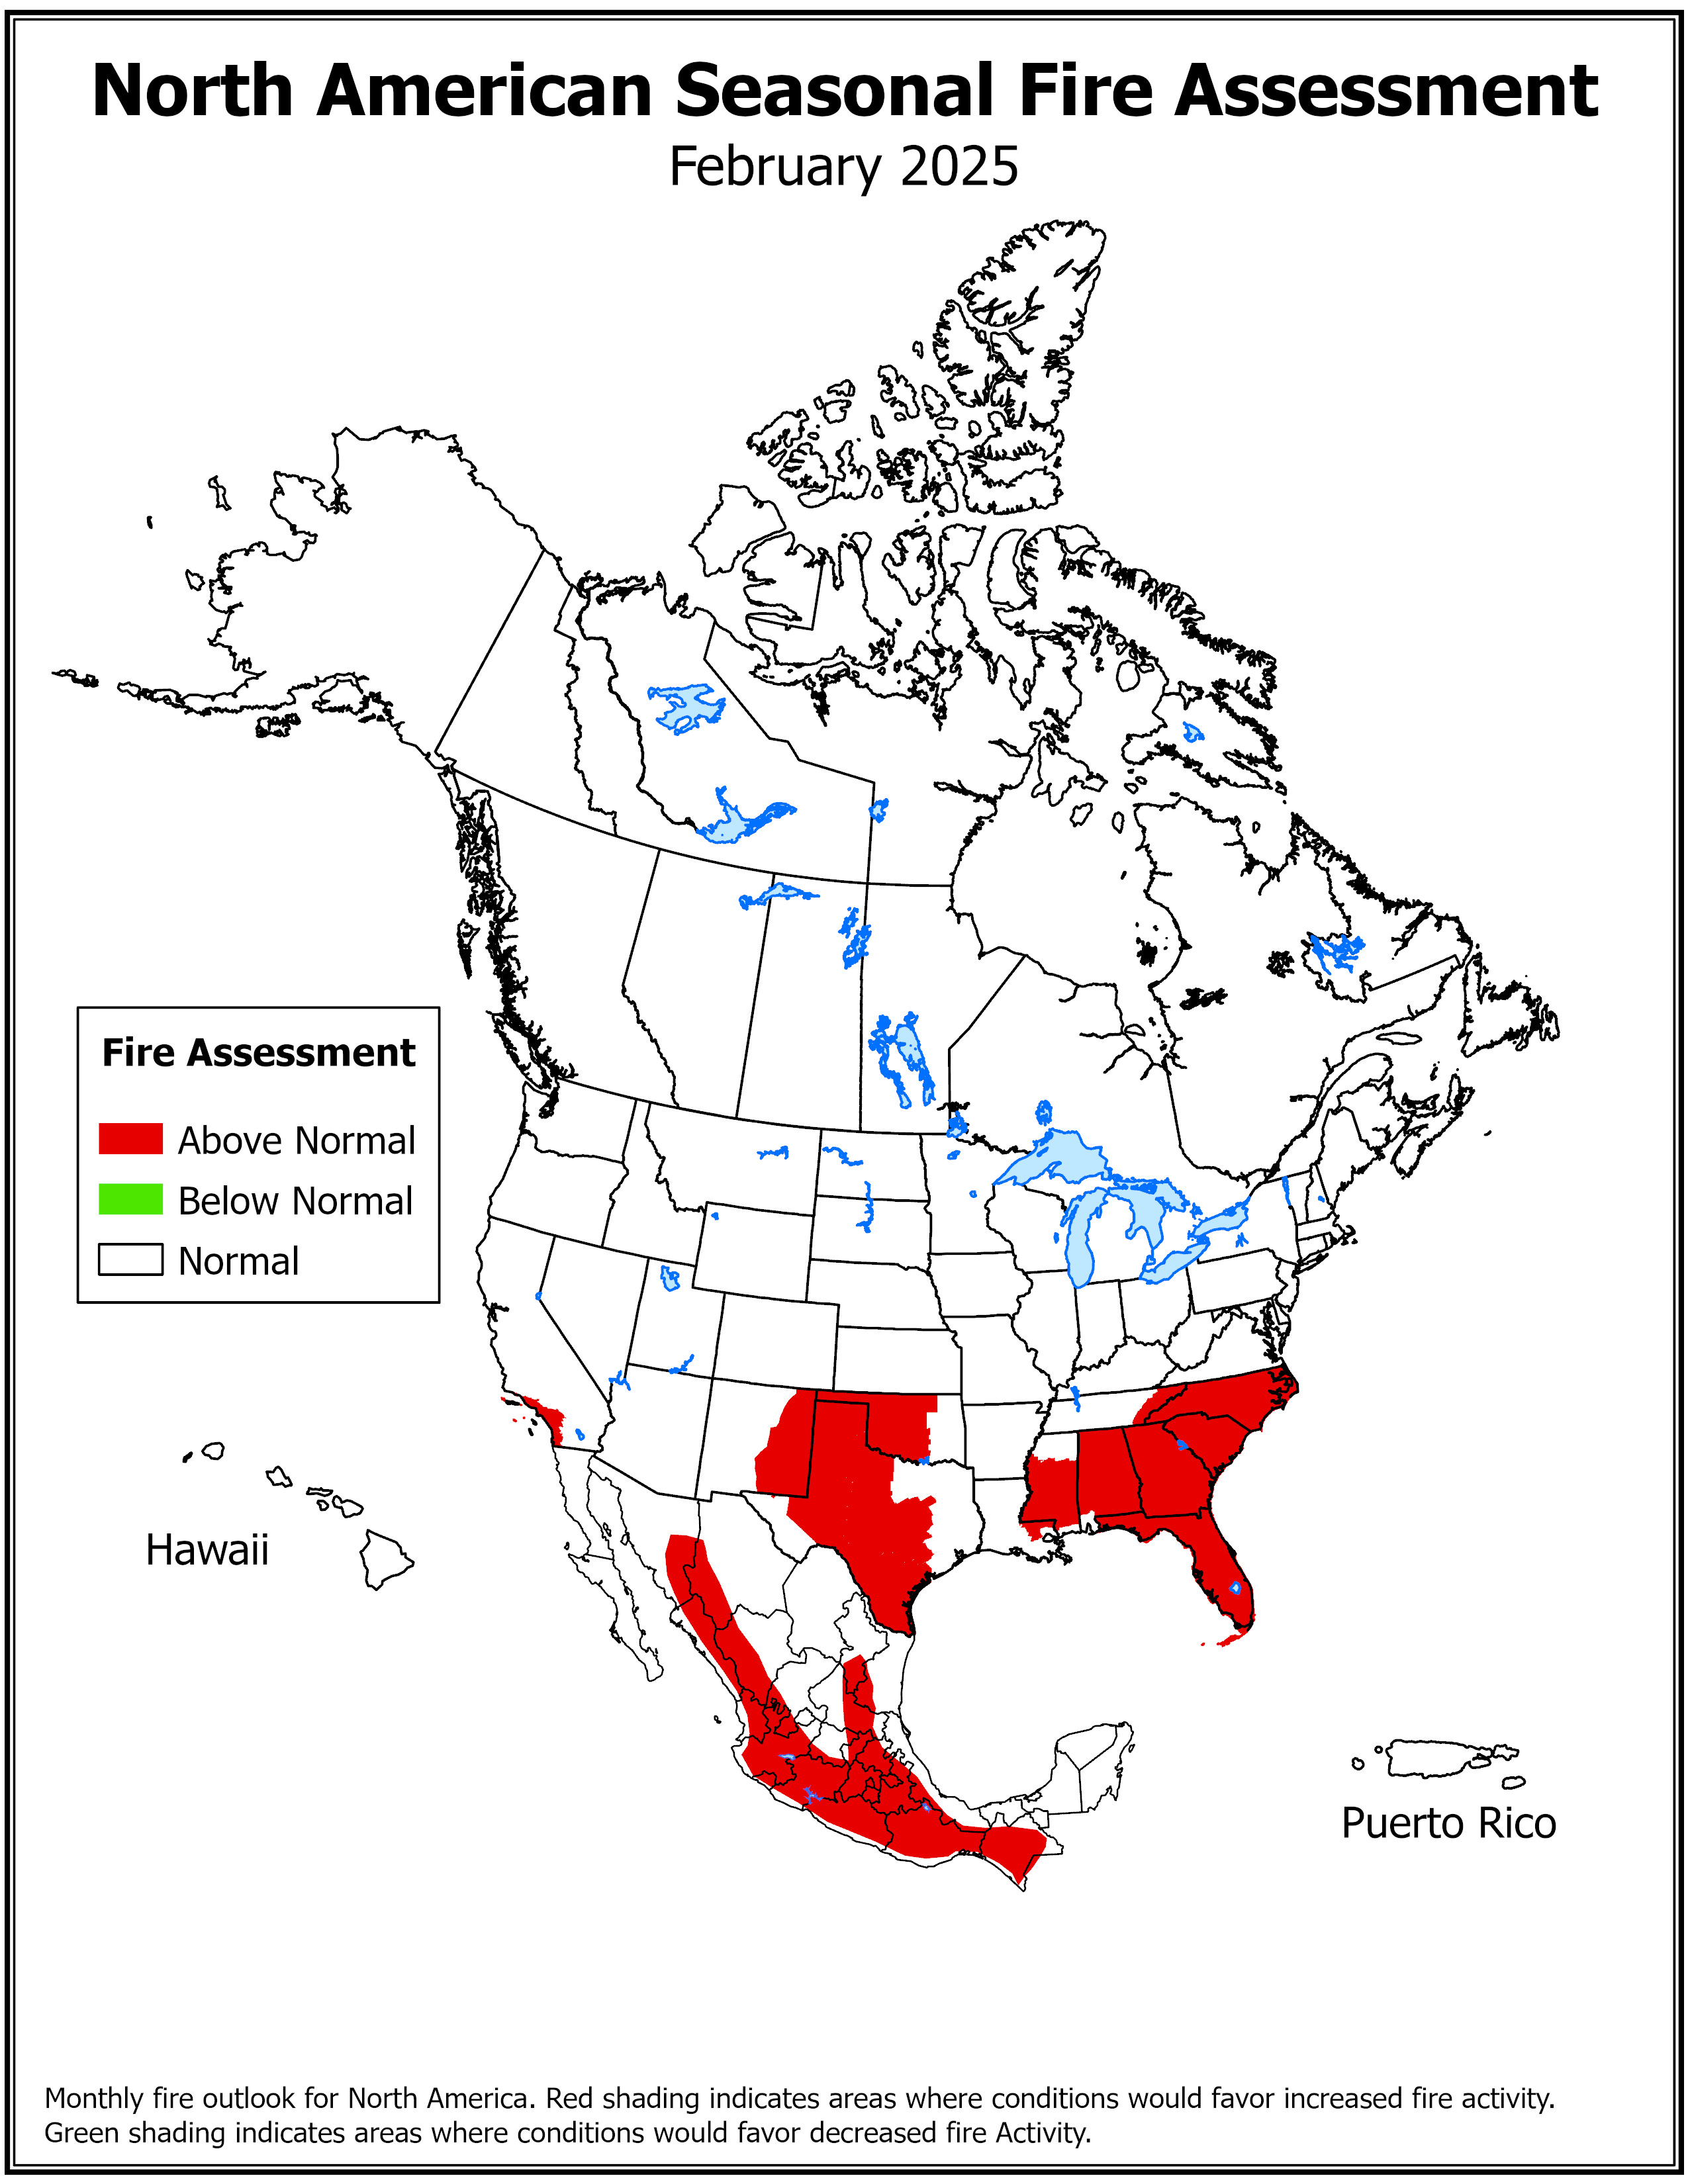 North American Seasonal Fire Assessment
February 2025
Fire Assessment
Above Normal
Below Normal
Normal
Hawaii
Puerto Rico
Monthly fire outlook for North America. Red shading indicates areas where conditions would favor increased fire activity.
Green shading indicates areas where conditions would favor decreased fire Activity.